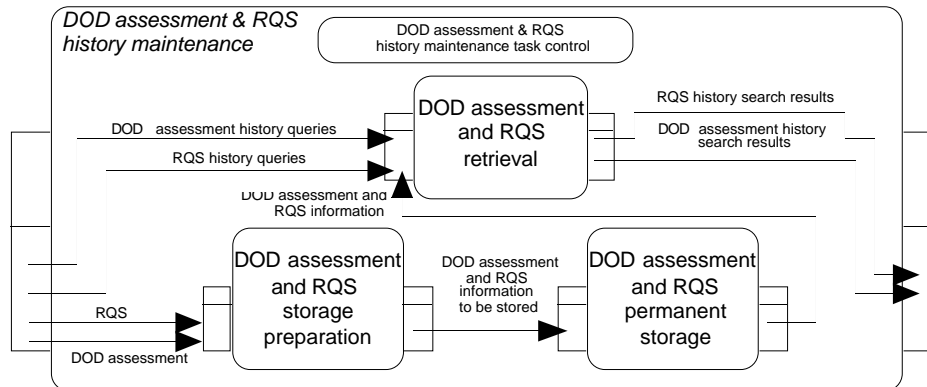 DOD assessment & RQS
history maintenance
DOD assessment & RQS
history maintenance task control
DOD assessment
and RQS
retrieval
RQS history search results
DOD assessment history
search results
DOD assessment history queries
RQS history queries
DOD assessment and
RQS information
DOD assessment
and RQS
storage
preparation
DOD assessment
and RQS
information
to be stored
DOD assessment
and RQS
permanent
storage
RQS
DOD assessment